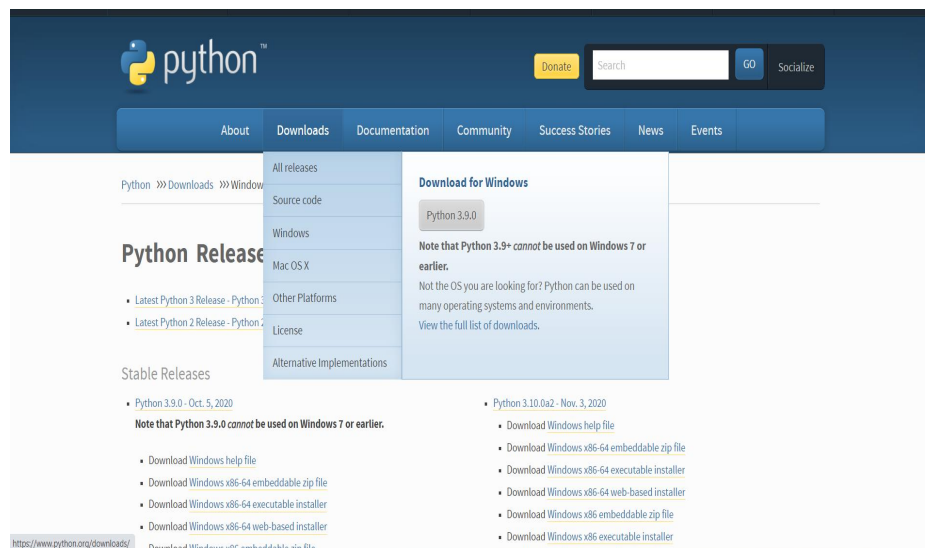 python™
Donate
Search
GO
Socialize
About Downloads Documentation Community Success Stories News Events
Python >>> Downloads >>> Window
All releases
Source code
Windows
Mac OS X
Other Platforms
License
Alternative Implementations
Download for Windows
Python 3.9.0
Note that Python 3.9+ cannot be used on Windows 7 or
earlier.
Not the OS you are looking for? Python can be used on
many operating systems and environments.
View the full list of downloads.
Python Release
Latest Python 3 Release - Python 3
Latest Python 2 Release - Python 2
Stable Releases
Python 3.9.0 - Oct. 5, 2020
Note that Python 3.9.0 cannot be used on Windows 7 or earlier.
Download Windows help file
Download Windows x86-64 embeddable zip file
Download Windows x86-64 executable installer
Download Windows x86-64 web-based installer
Download Windows x86 embeddable zip file
Python 3.10.0a2 - Nov. 3, 2020
Download Windows help file
Download Windows x86-64 embeddable zip file
Download Windows x86-64 executable installer
Download Windows x86-64 web-based installer
Download Windows x86 embeddable zip file
Download Windows x86 executable installer
https://www.python.org/downloads/